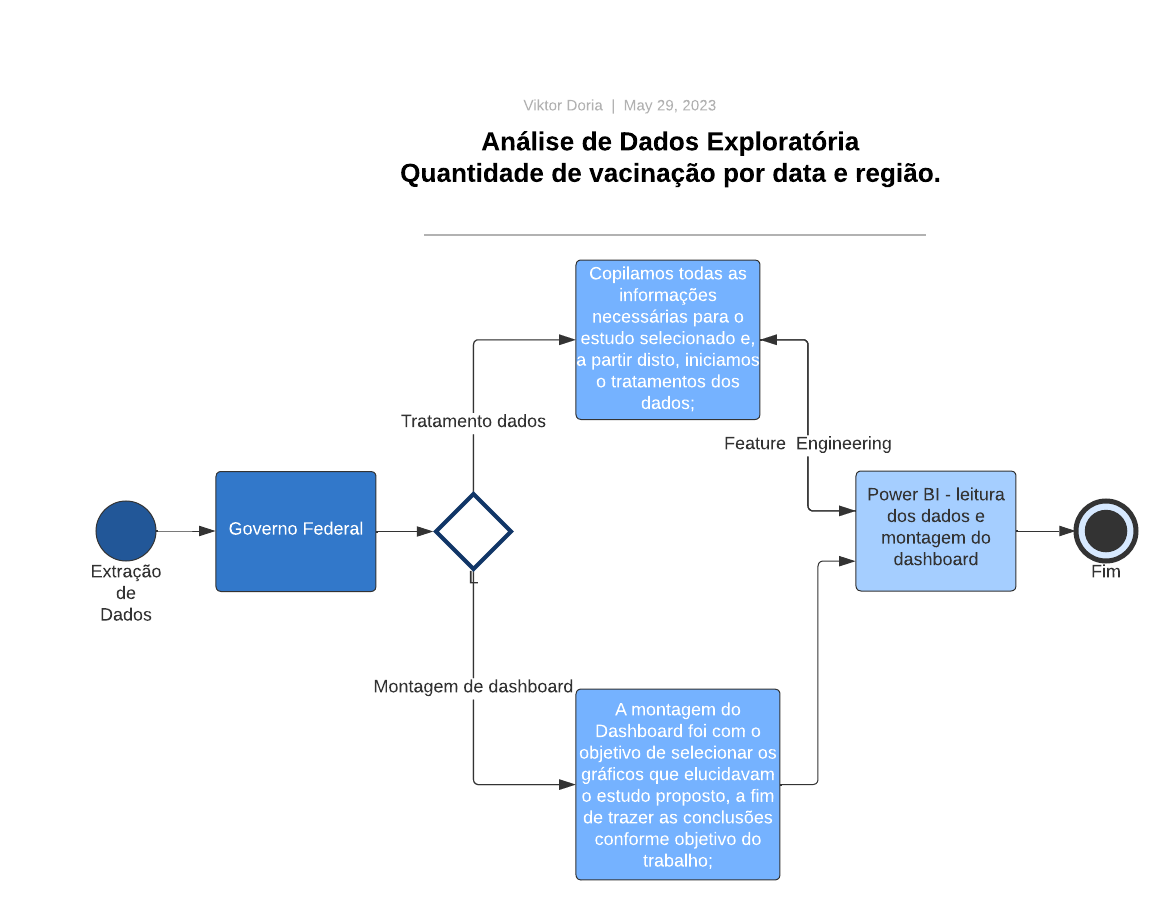 Viktor Doria | May 29, 2023
Análise de Dados Exploratória
Quantidade de vacinação por data e região.
Copilamos todas as
informações
necessárias para o
estudo selecionado e,
a partir disto, iniciamos
o tratamentos dos
dados;
Tratamento dados
Feature Engineering
Governo Federal
Extração
de
Dados
Power BI - leitura
dos dados e
montagem do
dashboard
Fim
L
Montagem de dashboard
A montagem do
Dashboard foi com o
objetivo de selecionar os
gráficos que elucidavam
o estudo proposto, a fim
de trazer as conclusões
conforme objetivo do
trabalho;